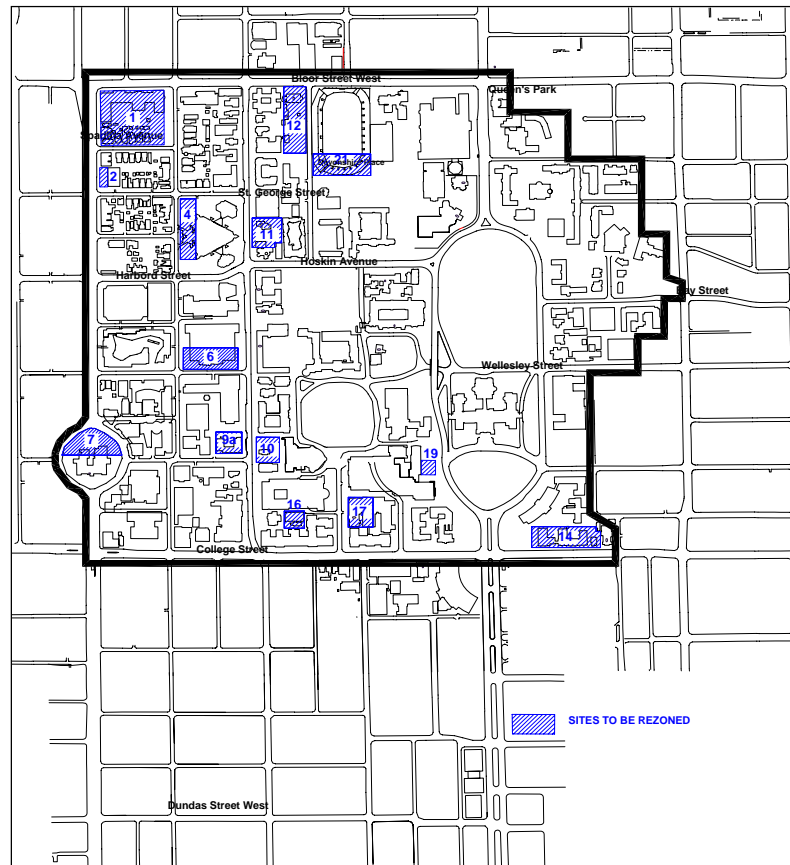 Bloor Street West
Queen's Park
1
12
Spadina Avenue
21
Devonshire Place
2
St. George Street
4
11
Hoskin Avenue
Harbord Street
Bay Street
6
Wellesley Street
7
9a
10
19
16
17
14
College Street
SITES TO BE REZONED
Dundas Street West